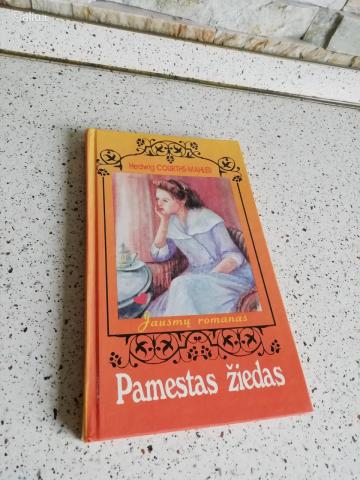 Hedwig COURTHS-MAHLER
Jausmų romanas
Pamestas žiedas